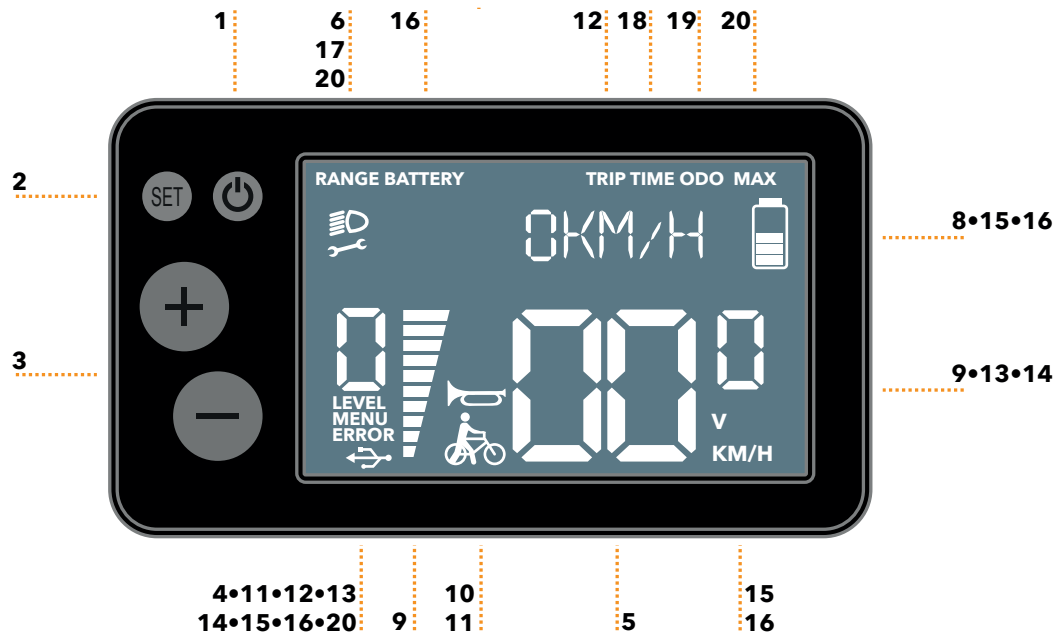 1 6 16 12 18 19 20
17
20
2
SET
RANGE BATTERY TRIP TIME ODO MAX
0KM/H
8•15•16
3
0 00 0
9•13•14
LEVEL
MENU
ERROR
V
KM/H
4•11•12•13 10 15
14•15•16•20 9 11 5 16